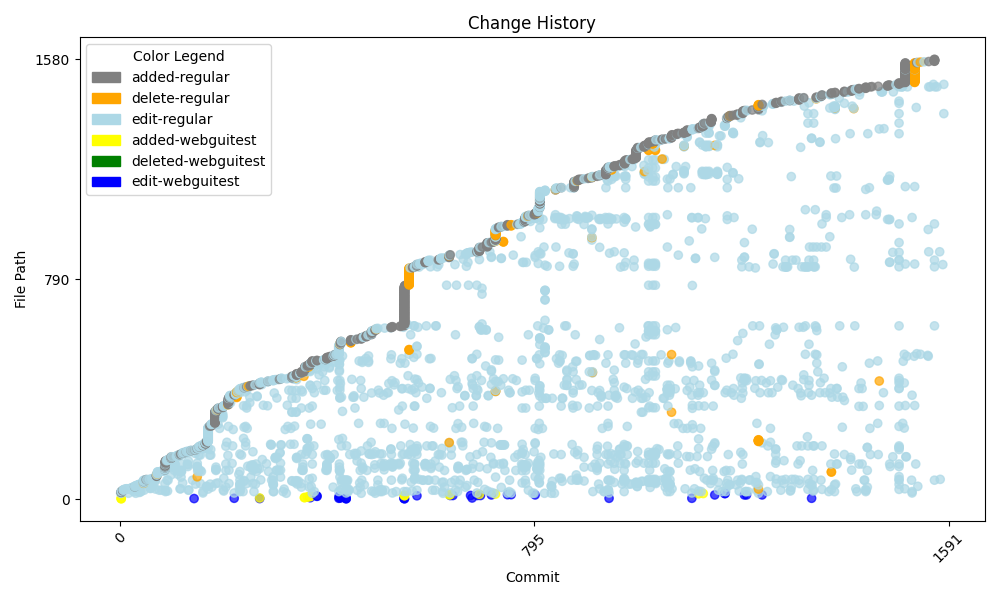 Change History
Color Legend
added-regular
delete-regular
edit-regular
added-webguitest
deleted-webguitest
edit-webguitest
1580
790
0
File Path
0
795
1591
Commit